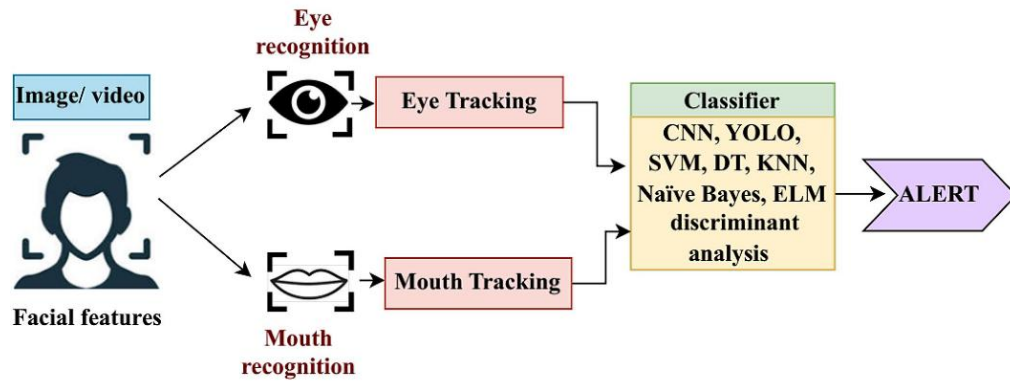 Image/ video
Facial features
Eye
recognition
Eye Tracking
Mouth
recognition
Mouth Tracking
Classifier
CNN, YOLO,
SVM, DT, KNN,
Naïve Bayes, ELM
discriminant
analysis
ALERT